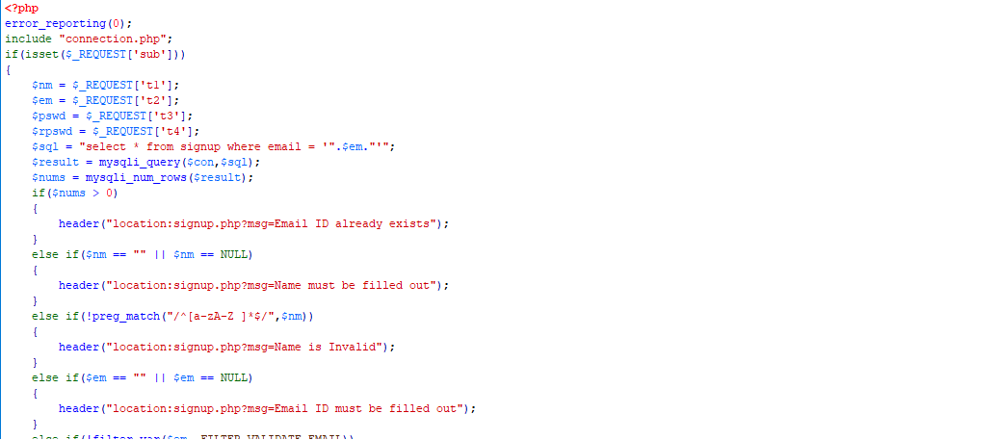 <?php
error_reporting(0);
include "connection.php";
if(isset($_REQUEST['sub']))
{
    $nm = $_REQUEST['t1'];
    $em = $_REQUEST['t2'];
    $pswd = $_REQUEST['t3'];
    $rpswd = $_REQUEST['t4'];
    $sql = "select * from signup where email = '".$em."'";
    $result = mysqli_query($con,$sql);
    $nums = mysqli_num_rows($result);
    if($nums > 0)
    {
        header("location:signup.php?msg=Email ID already exists");
    }
    else if($nm == "" || $nm == NULL)
    {
        header("location:signup.php?msg=Name must be filled out");
    }
    else if(!preg_match("/^[a-zA-Z ]*$/",$nm))
    {
        header("location:signup.php?msg=Name is Invalid");
    }
    else if($em == "" || $em == NULL)
    {
        header("location:signup.php?msg=Email ID must be filled out");
    }
    else if(!filter_var($em, FILTER_VALIDATE_EMAIL))